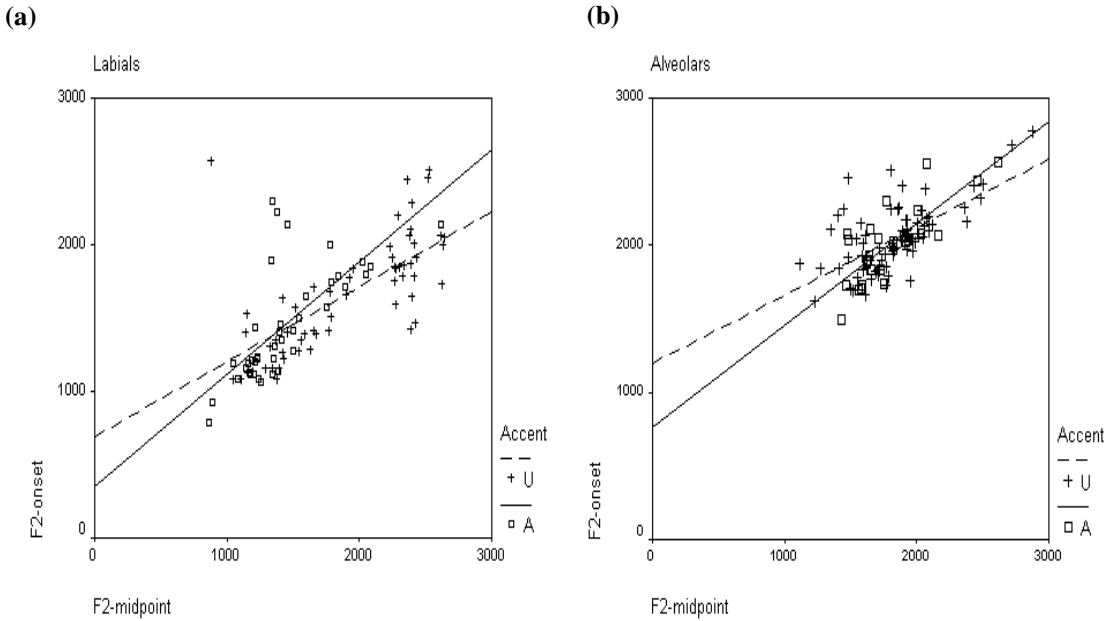 (a)
Labials
3000
2000
1000
0
F2-onset
0 1000 2000 3000
F2-midpoint
Accent
U
A
(b)
Alveolars
3000
2000
1000
0
F2-onset
0 1000 2000 3000
F2-midpoint
Accent
U
A